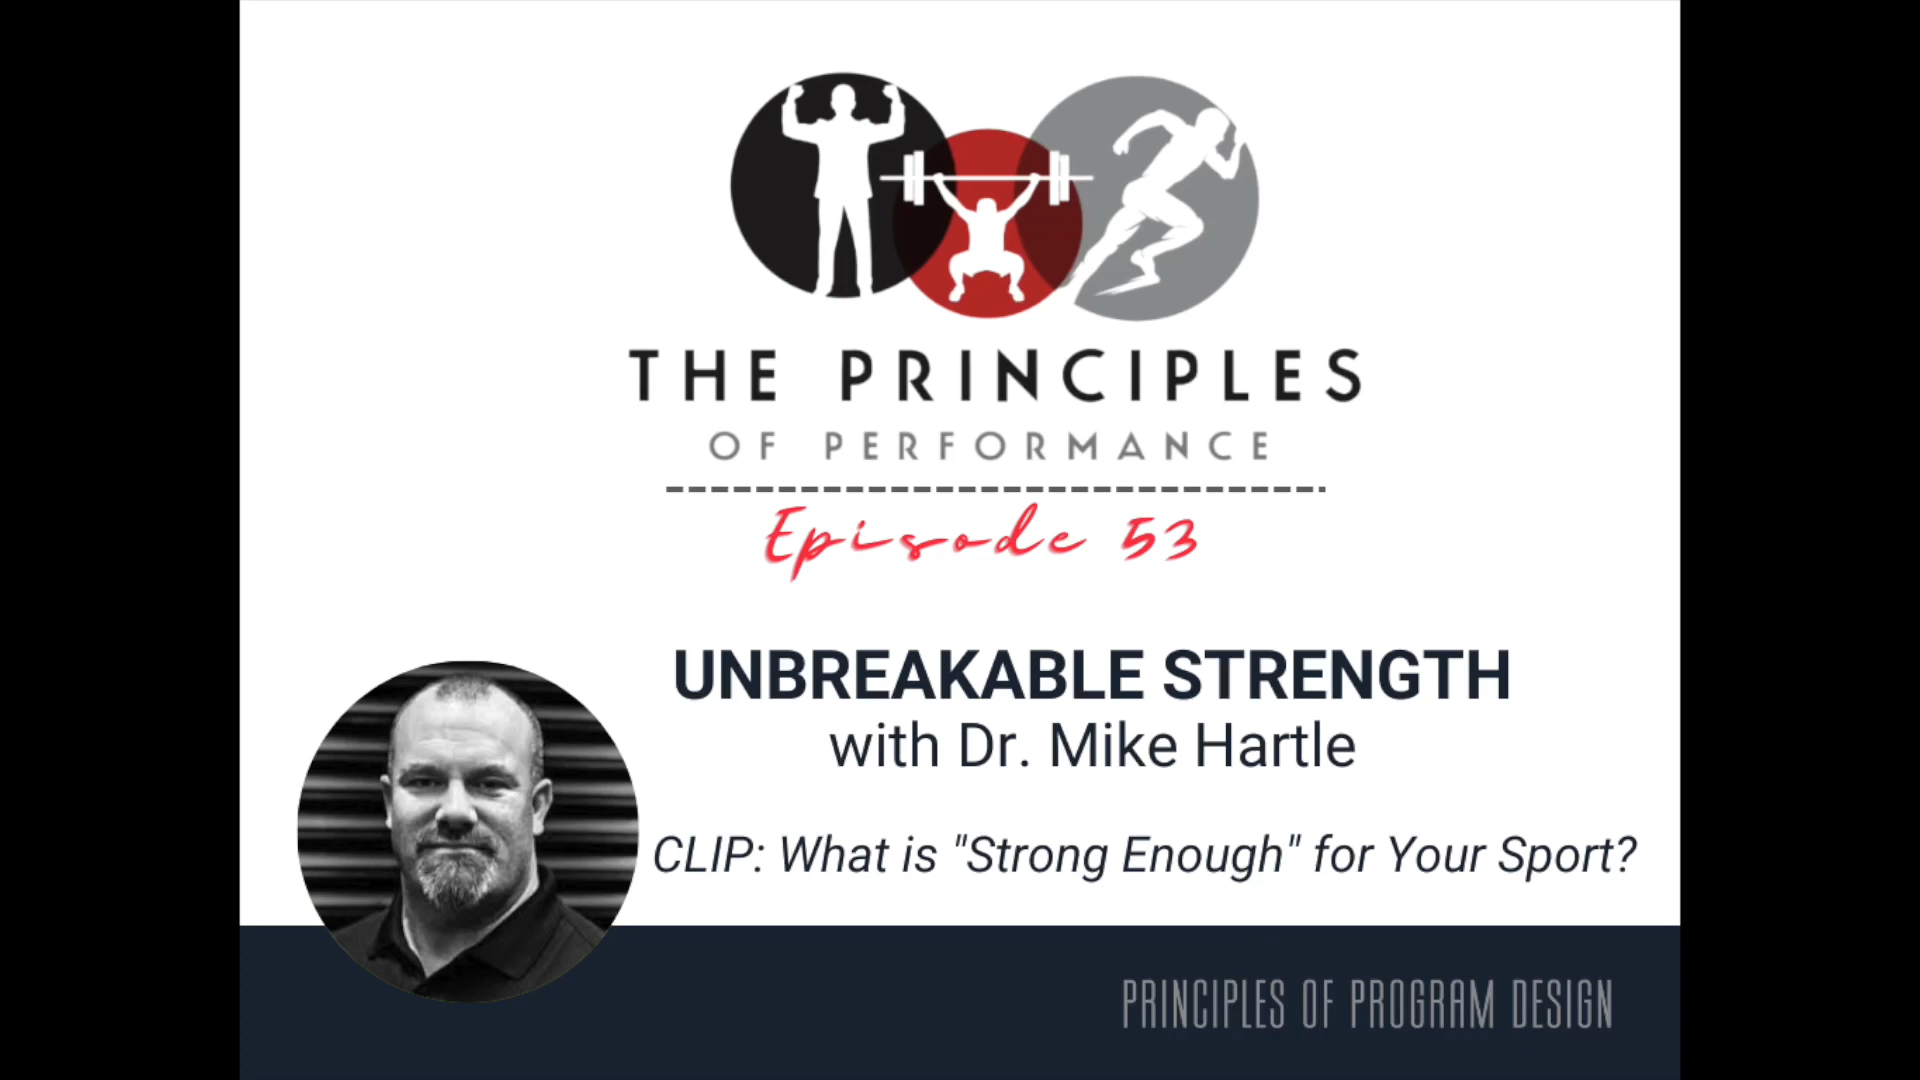 THE PRINCIPLES
OF PERFORMANCE
Episode 53
UNBREAKABLE STRENGTH
with Dr. Mike Hartle
CLIP: What is "Strong Enough" for Your Sport?
PRINCIPLES OF PROGRAM DESIGN